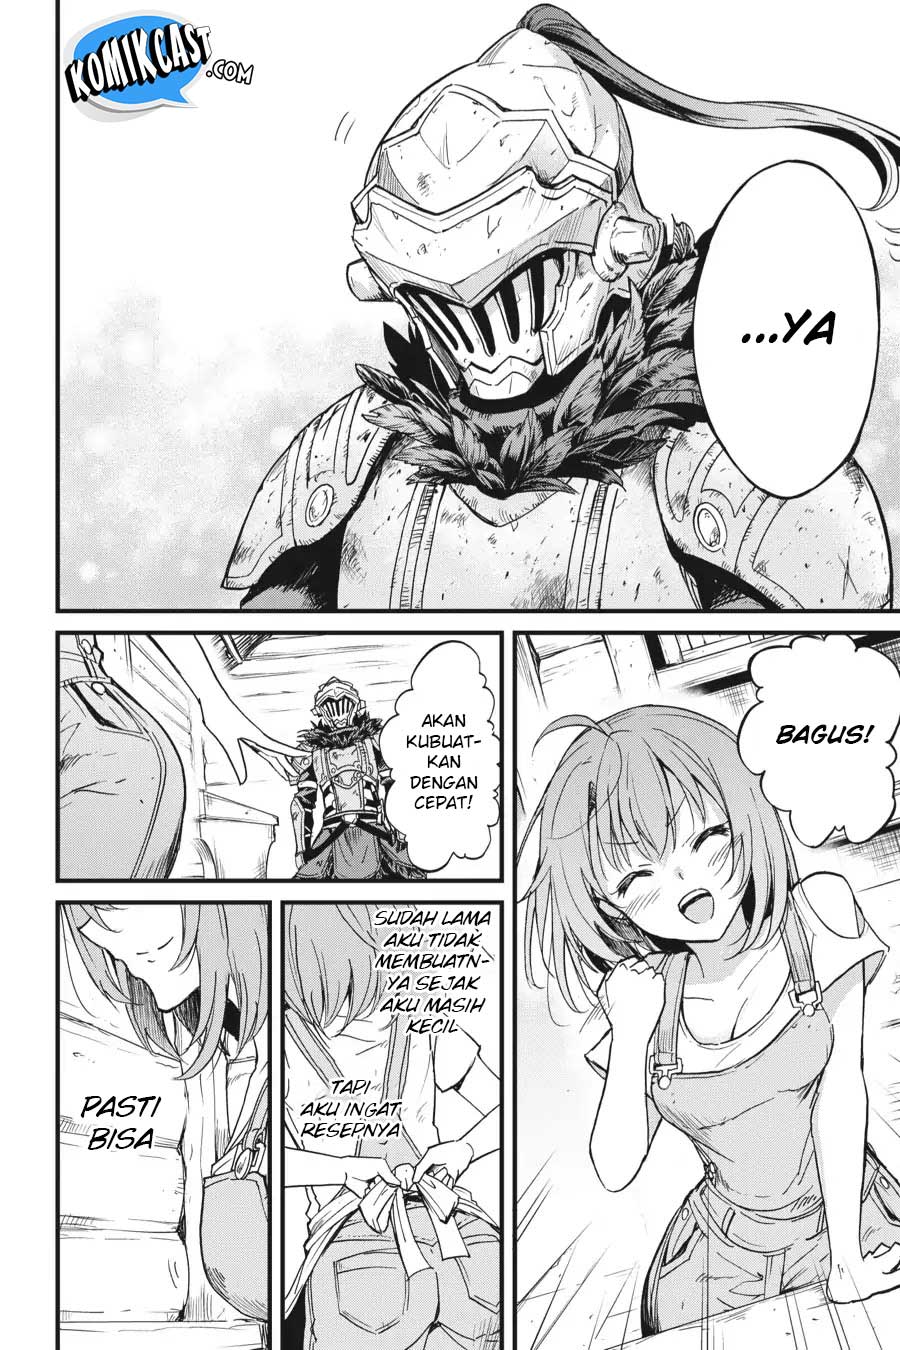 KOMIKCAST
.COM
...YA
BAGUS!
AKAN
KUBUAT-
KAN
DENGAN
CEPAT!
SUDAH LAMA
AKU TIDAK
MEMBUATN-
YA SEJAK
AKU MASIH
KECIL
TAPI
AKU INGAT
RESEPNYA
PASTI
BISA